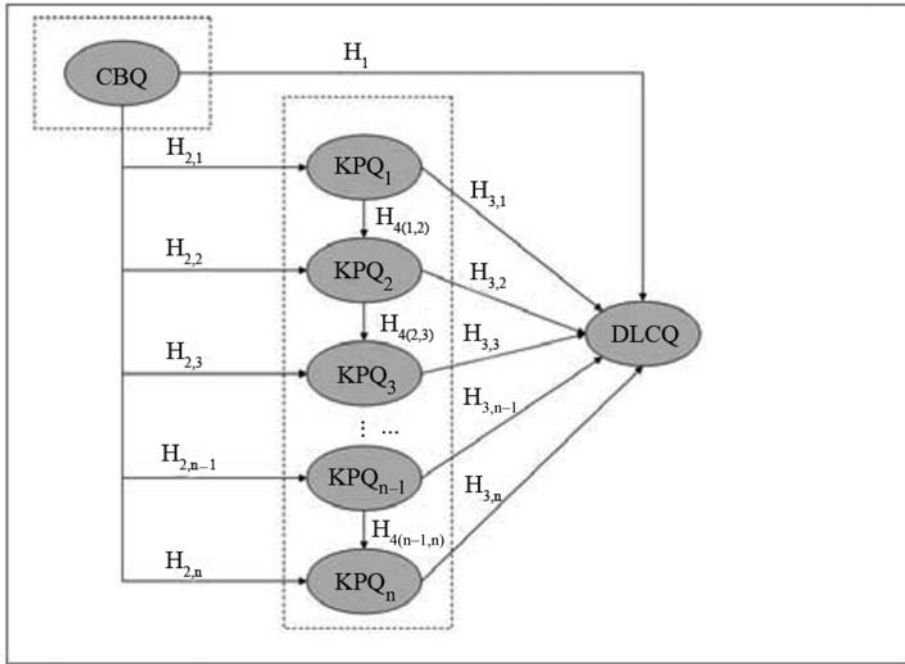 H₁
CBQ
H₂,₁
KPQ₁
H₃,₁
H₄(₁,₂)
H₂,₂
KPQ₂
H₃,₂
H₄(₂,₃)
DLCQ
H₂,₃
KPQ₃
H₃,₃
⋮ ...
H₃,ₙ₋₁
H₂,ₙ₋₁
KPQₙ₋₁
H₃,ₙ
H₄(ₙ₋₁,ₙ)
H₂,ₙ
KPQₙ